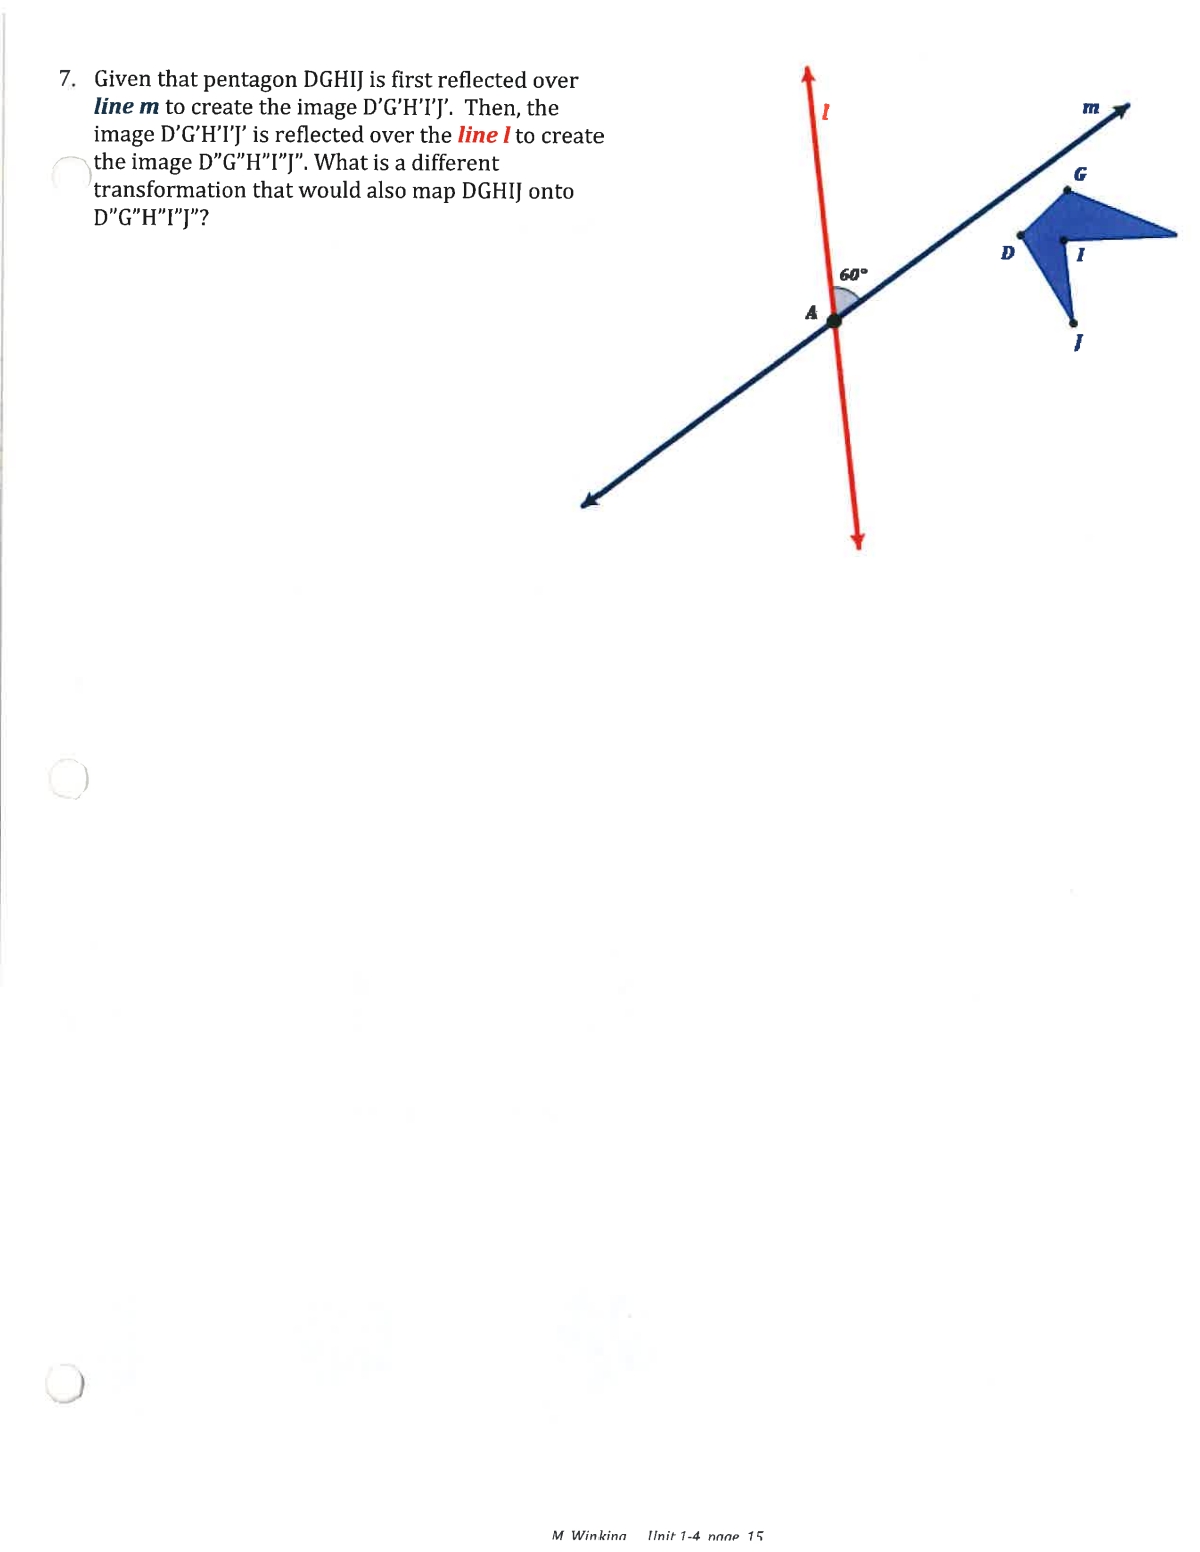 7. Given that pentagon DGHIJ is first reflected over
line m to create the image D'G'H'I'J'. Then, the
image D'G'H'I'J' is reflected over the line l to create
the image D”G”H”I”J”. What is a different
transformation that would also map DGHIJ onto
D”G”H”I”J”?
l
m
G
D
I
60°
A
J
M Winking Unit 1-4 page 15